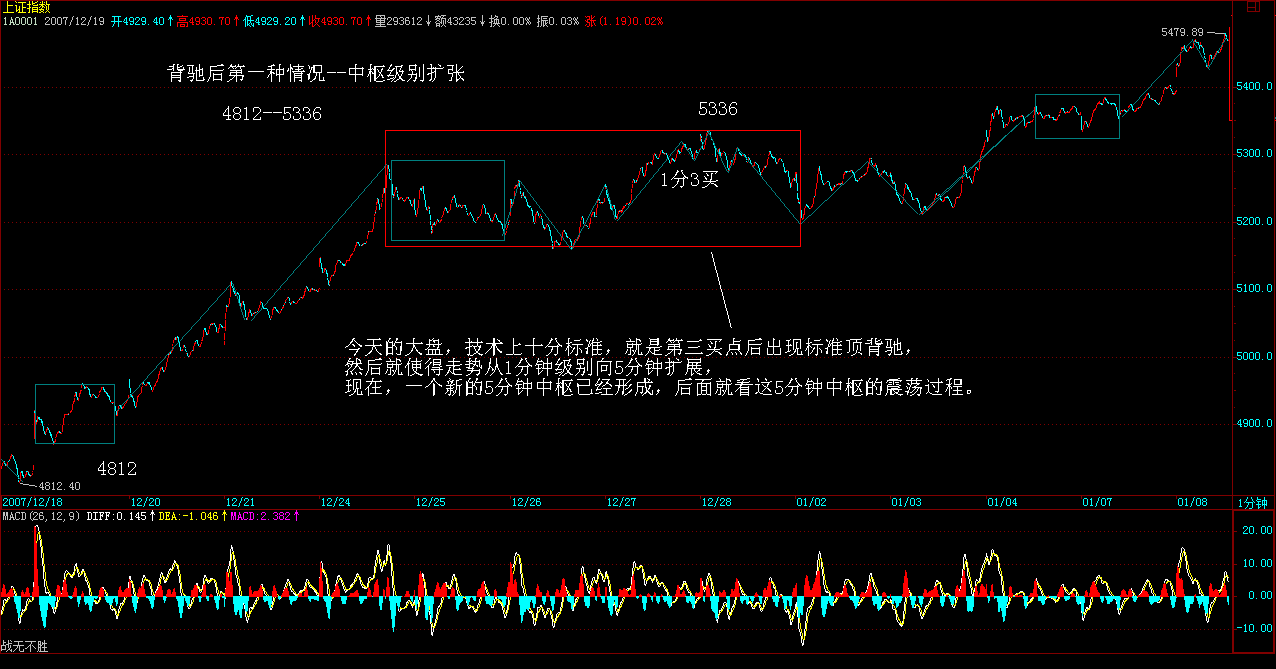 上证指数
1A0001 2007/12/19 开4929.40↑高4930.70↑低4929.20↑收4930.70↑量293612↓额43235↓换0.00% 振0.03% 涨(1.19)0.02%
5479.89
背驰后第一种情况--中枢级别扩张
4812--5336
5336
1分3买
今天的大盘，技术上十分标准，就是第三买点后出现标准顶背驰，
然后就使得走势从1分钟级别向5分钟扩展，
现在，一个新的5分钟中枢已经形成，后面就看这5分钟中枢的震荡过程。
4812
4812.40
5400.0
5300.0
5200.0
5100.0
5000.0
4900.0
2007/12/18 12/20 12/21 12/24 12/25 12/26 12/27 12/28 01/02 01/03 01/04 01/07 01/08 1分钟
MACD(26,12,9) DIFF:0.145↑DEA:-1.046↑MACD:2.382↑
20.00
10.00
0.00
-10.00
战无不胜